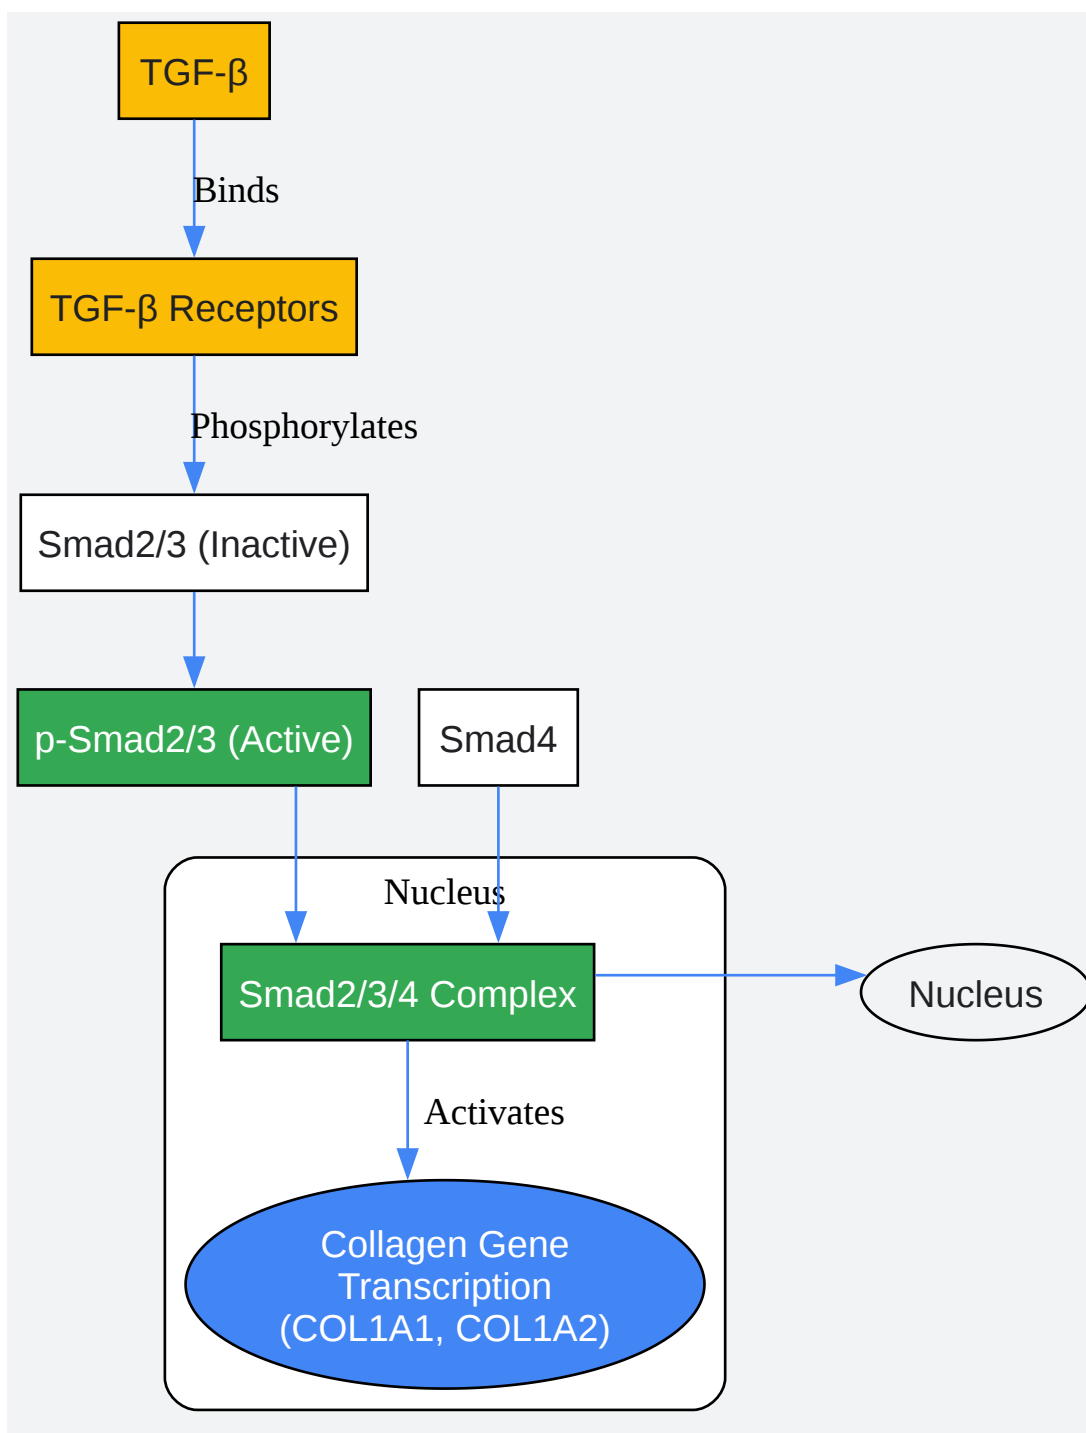 TGF-β
Binds
TGF-β Receptors
Phosphorylates
Smad2/3 (Inactive)
p-Smad2/3 (Active)
Smad4
Nucleus
Smad2/3/4 Complex
Nucleus
Activates
Collagen Gene
Transcription
(COL1A1, COL1A2)